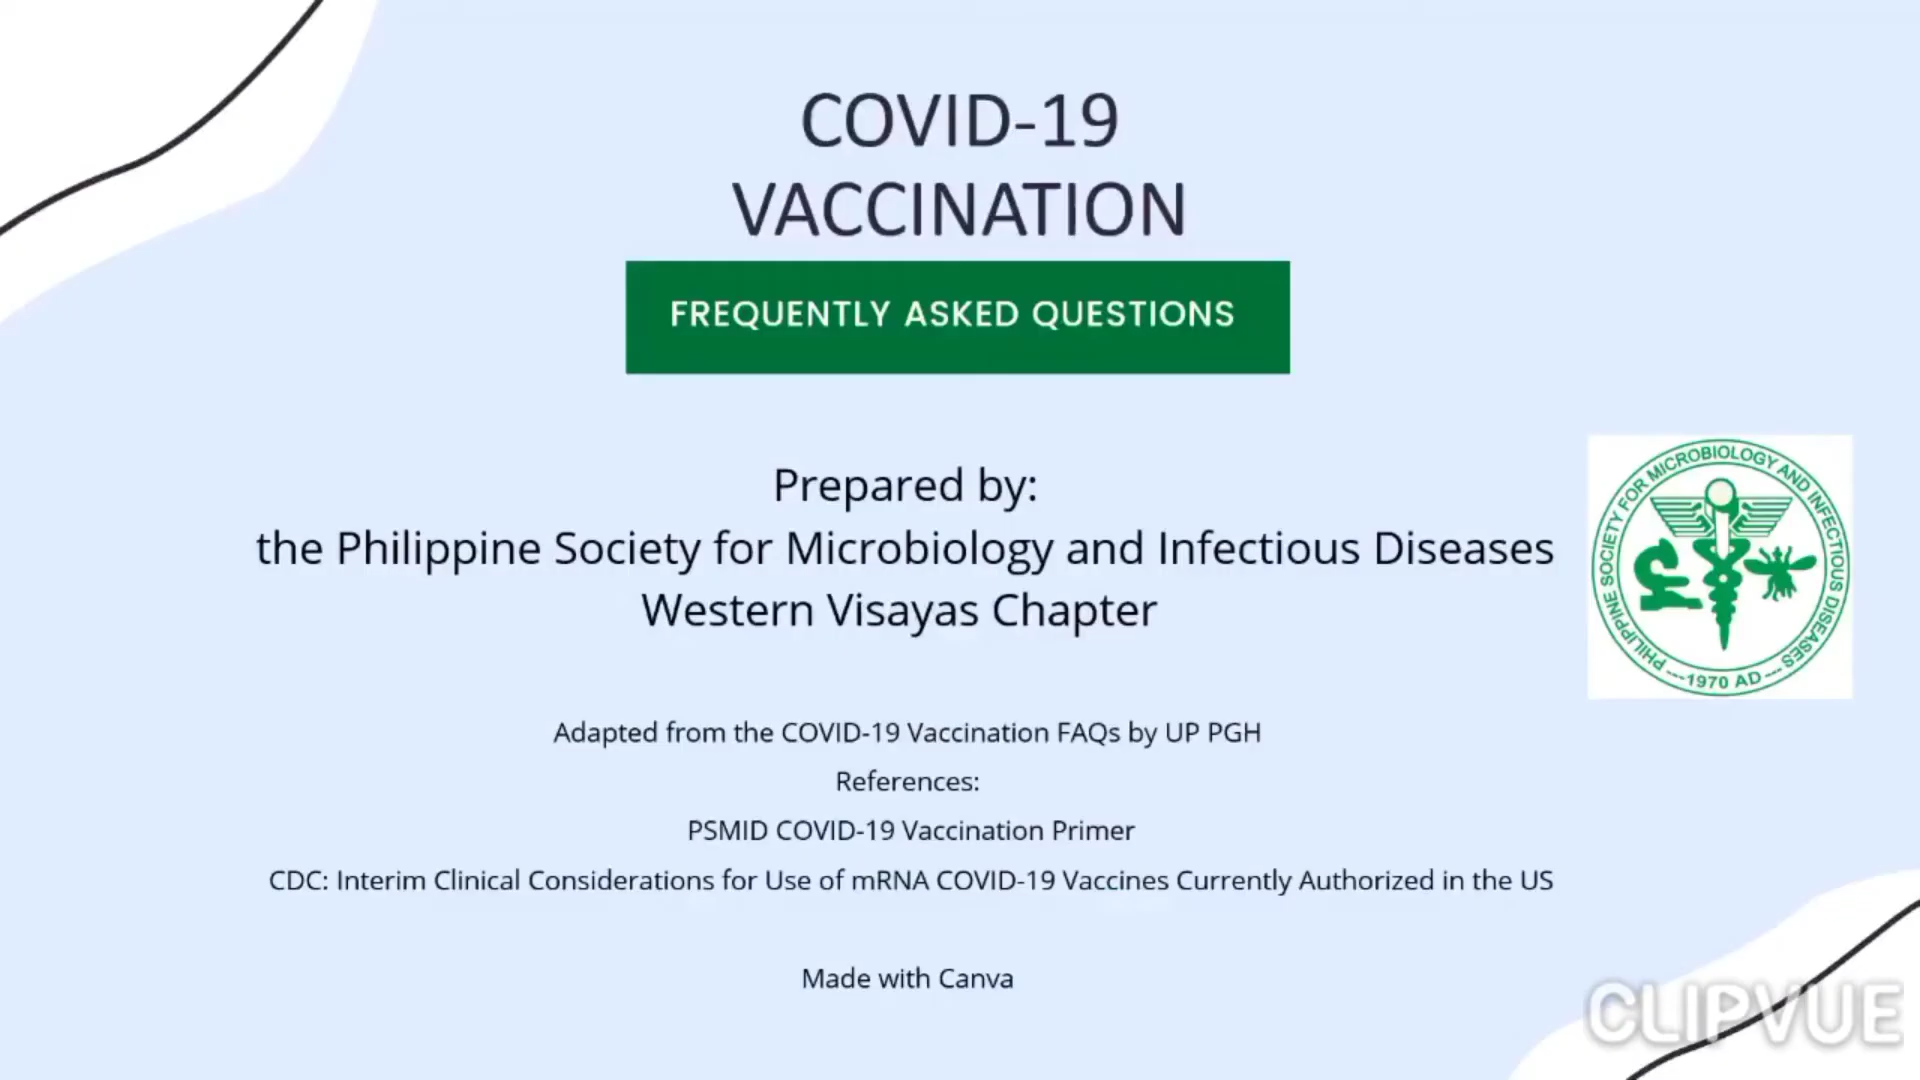 COVID-19
VACCINATION
FREQUENTLY ASKED QUESTIONS
Prepared by:
the Philippine Society for Microbiology and Infectious Diseases
Western Visayas Chapter
PHILIPPINE SOCIETY FOR MICROBIOLOGY AND INFECTIOUS DISEASES
---1970 AD---
Adapted from the COVID-19 Vaccination FAQs by UP PGH
References:
PSMID COVID-19 Vaccination Primer
CDC: Interim Clinical Considerations for Use of mRNA COVID-19 Vaccines Currently Authorized in the US
Made with Canva
CLIPVUE